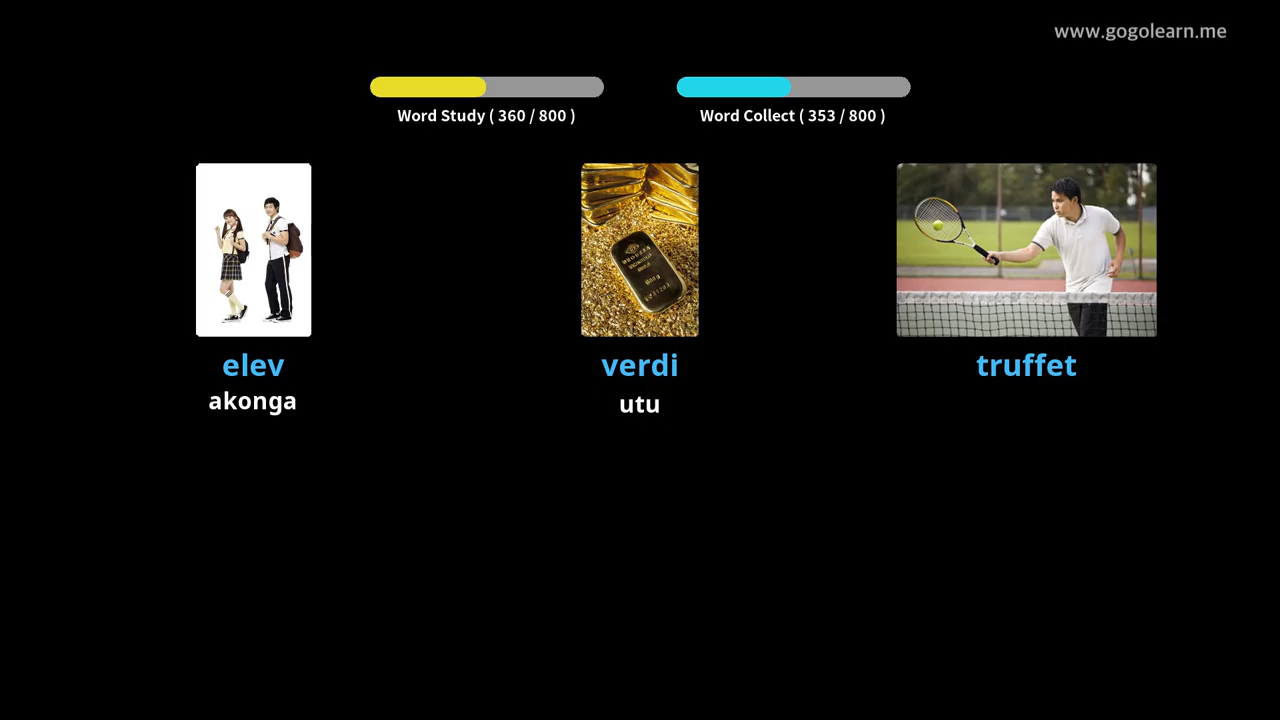 www.gogolearn.me
Word Study ( 360 / 800 )
Word Collect ( 353 / 800 )
elev
verdi
truffet
akonga
utu